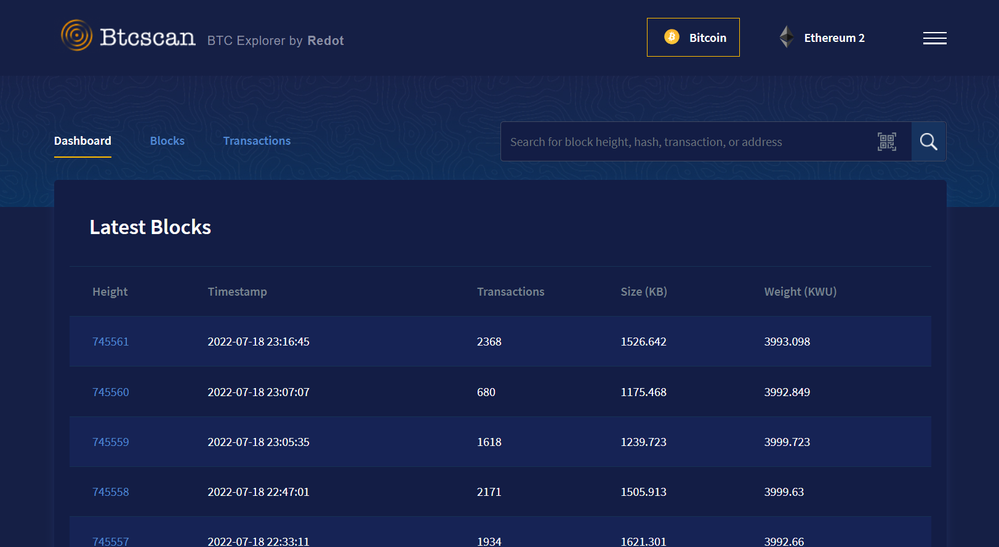 Btcscan BTC Explorer by Redot Bitcoin Ethereum 2
Dashboard Blocks Transactions Search for block height, hash, transaction, or address
Latest Blocks
Height Timestamp Transactions Size (KB) Weight (KWU)
745561 2022-07-18 23:16:45 2368 1526.642 3993.098
745560 2022-07-18 23:07:07 680 1175.468 3992.849
745559 2022-07-18 23:05:35 1618 1239.723 3999.723
745558 2022-07-18 22:47:01 2171 1505.913 3999.63
745557 2022-07-18 22:33:11 1934 1621.301 3992.66